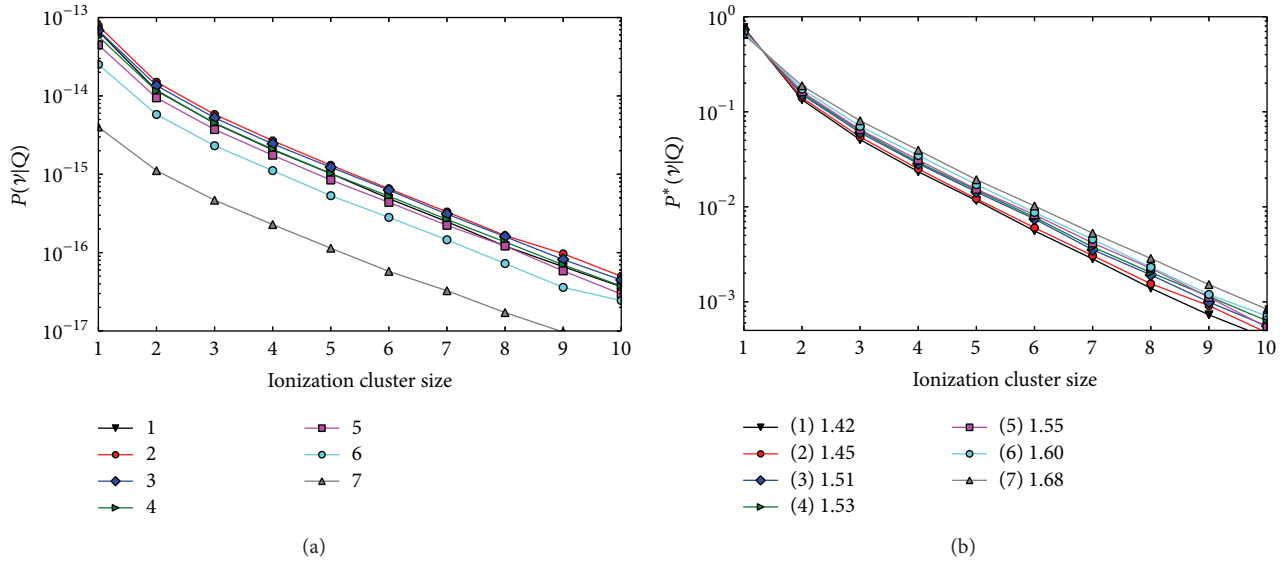 10⁻¹³
10⁻¹⁴
10⁻¹⁵
10⁻¹⁶
10⁻¹⁷
P(ν|Q)
1 2 3 4 5 6 7 8 9 10
Ionization cluster size
1
2
3
4
5
6
7
(a)
10⁰
10⁻¹
10⁻²
10⁻³
P*(ν|Q)
1 2 3 4 5 6 7 8 9 10
Ionization cluster size
(1) 1.42
(2) 1.45
(3) 1.51
(4) 1.53
(5) 1.55
(6) 1.60
(7) 1.68
(b)